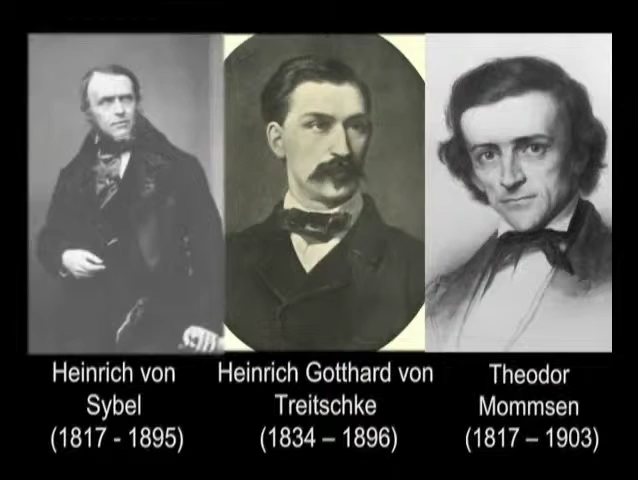 Heinrich von
Sybel
(1817 - 1895)
Heinrich Gotthard von
Treitschke
(1834 – 1896)
Theodor
Mommsen
(1817 – 1903)